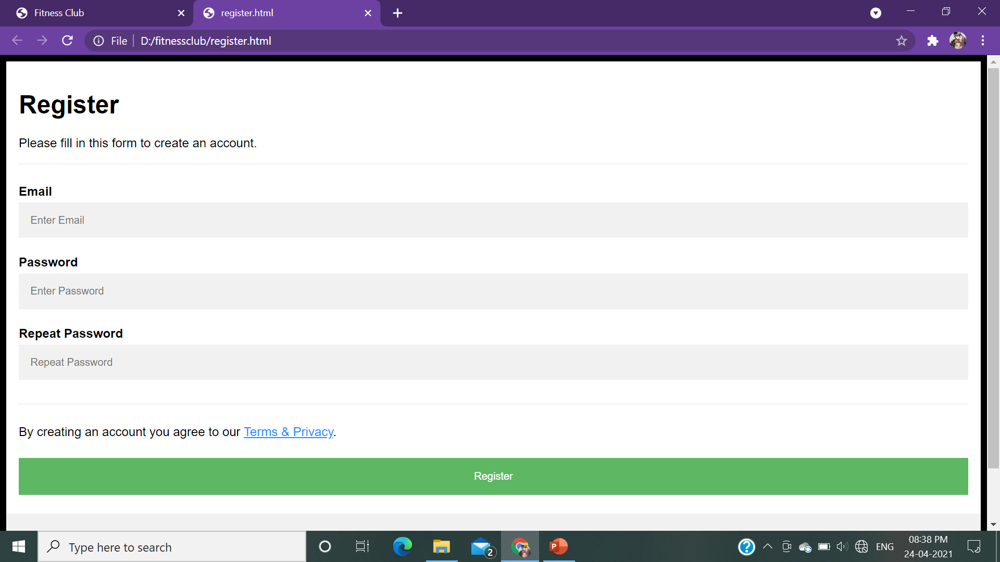 Fitness Club
register.html
File
D:/fitnessclub/register.html
Register
Please fill in this form to create an account.
Email
Enter Email
Password
Enter Password
Repeat Password
Repeat Password
By creating an account you agree to our Terms & Privacy.
Register
Type here to search
2
P
?
ENG
08:38 PM
24-04-2021